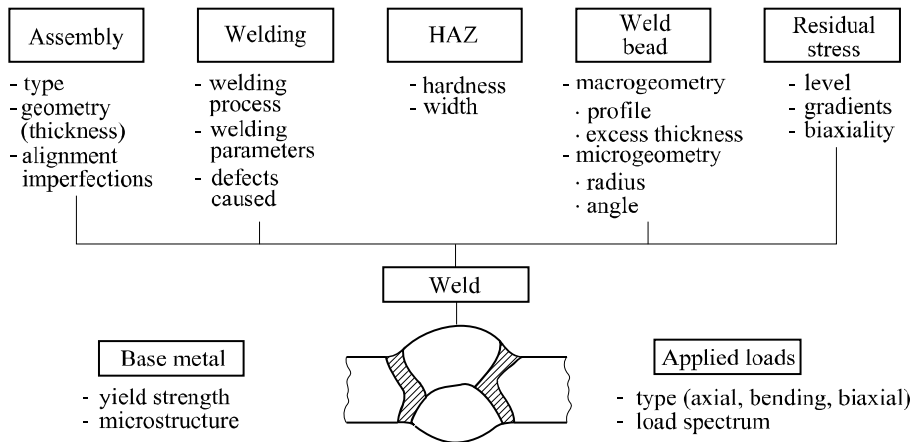 Assembly
- type
- geometry
(thickness)
- alignment
imperfections
Welding
- welding
process
- welding
parameters
- defects
caused
HAZ
- hardness
- width
Weld
bead
- macrogeometry
· profile
· excess thickness
- microgeometry
· radius
· angle
Residual
stress
- level
- gradients
- biaxiality
Weld
Base metal
- yield strength
- microstructure
Applied loads
- type (axial, bending, biaxial)
- load spectrum